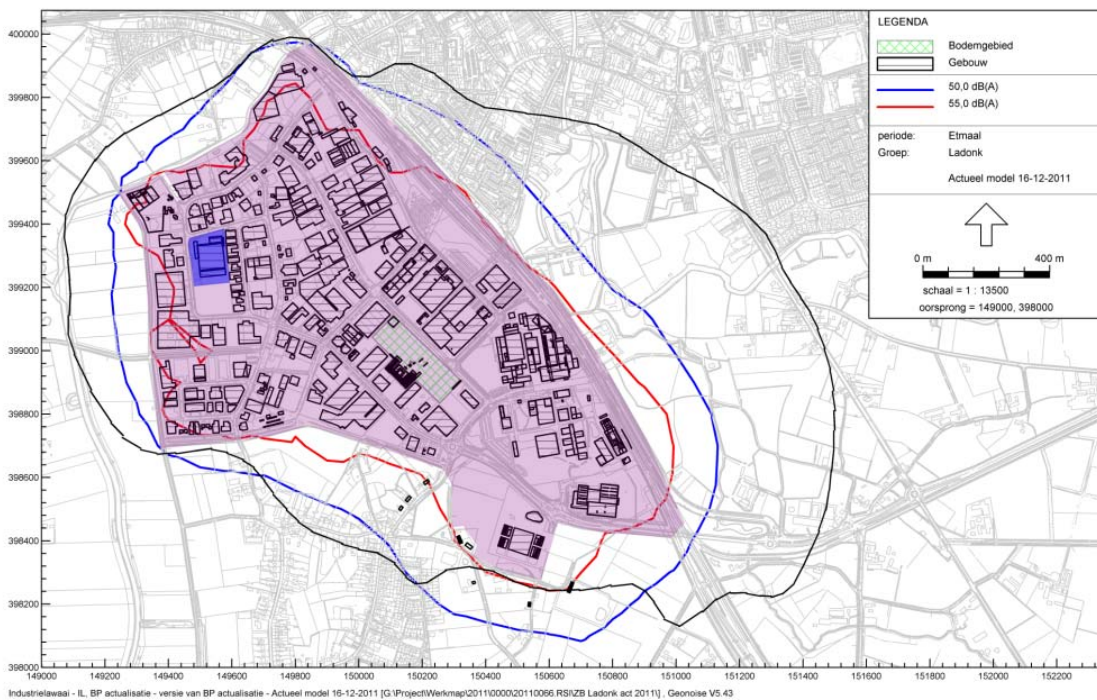 LEGENDA
Bodemgebied
Gebouw
50,0 dB(A)
55,0 dB(A)
periode: Etmaal
Groep: Ladonk
Actueel model 16-12-2011
0 m 400 m
schaal = 1 : 13500
oorsprong = 149000, 398000
400000
399800
399600
399400
399200
399000
398800
398600
398400
398200
398000
149000 149200 149400 149600 149800 150000 150200 150400 150600 150800 151000 151200 151400 151600 151800 152000 152200
Industrielawaai - IL, BP actualisatie - versie van BP actualisatie - Actueel model 16-12-2011 [G:\Project\Werkmap\2011\0000\20110066.RSI\ZB Ladonk act 2011\] , Geonoise V5.43